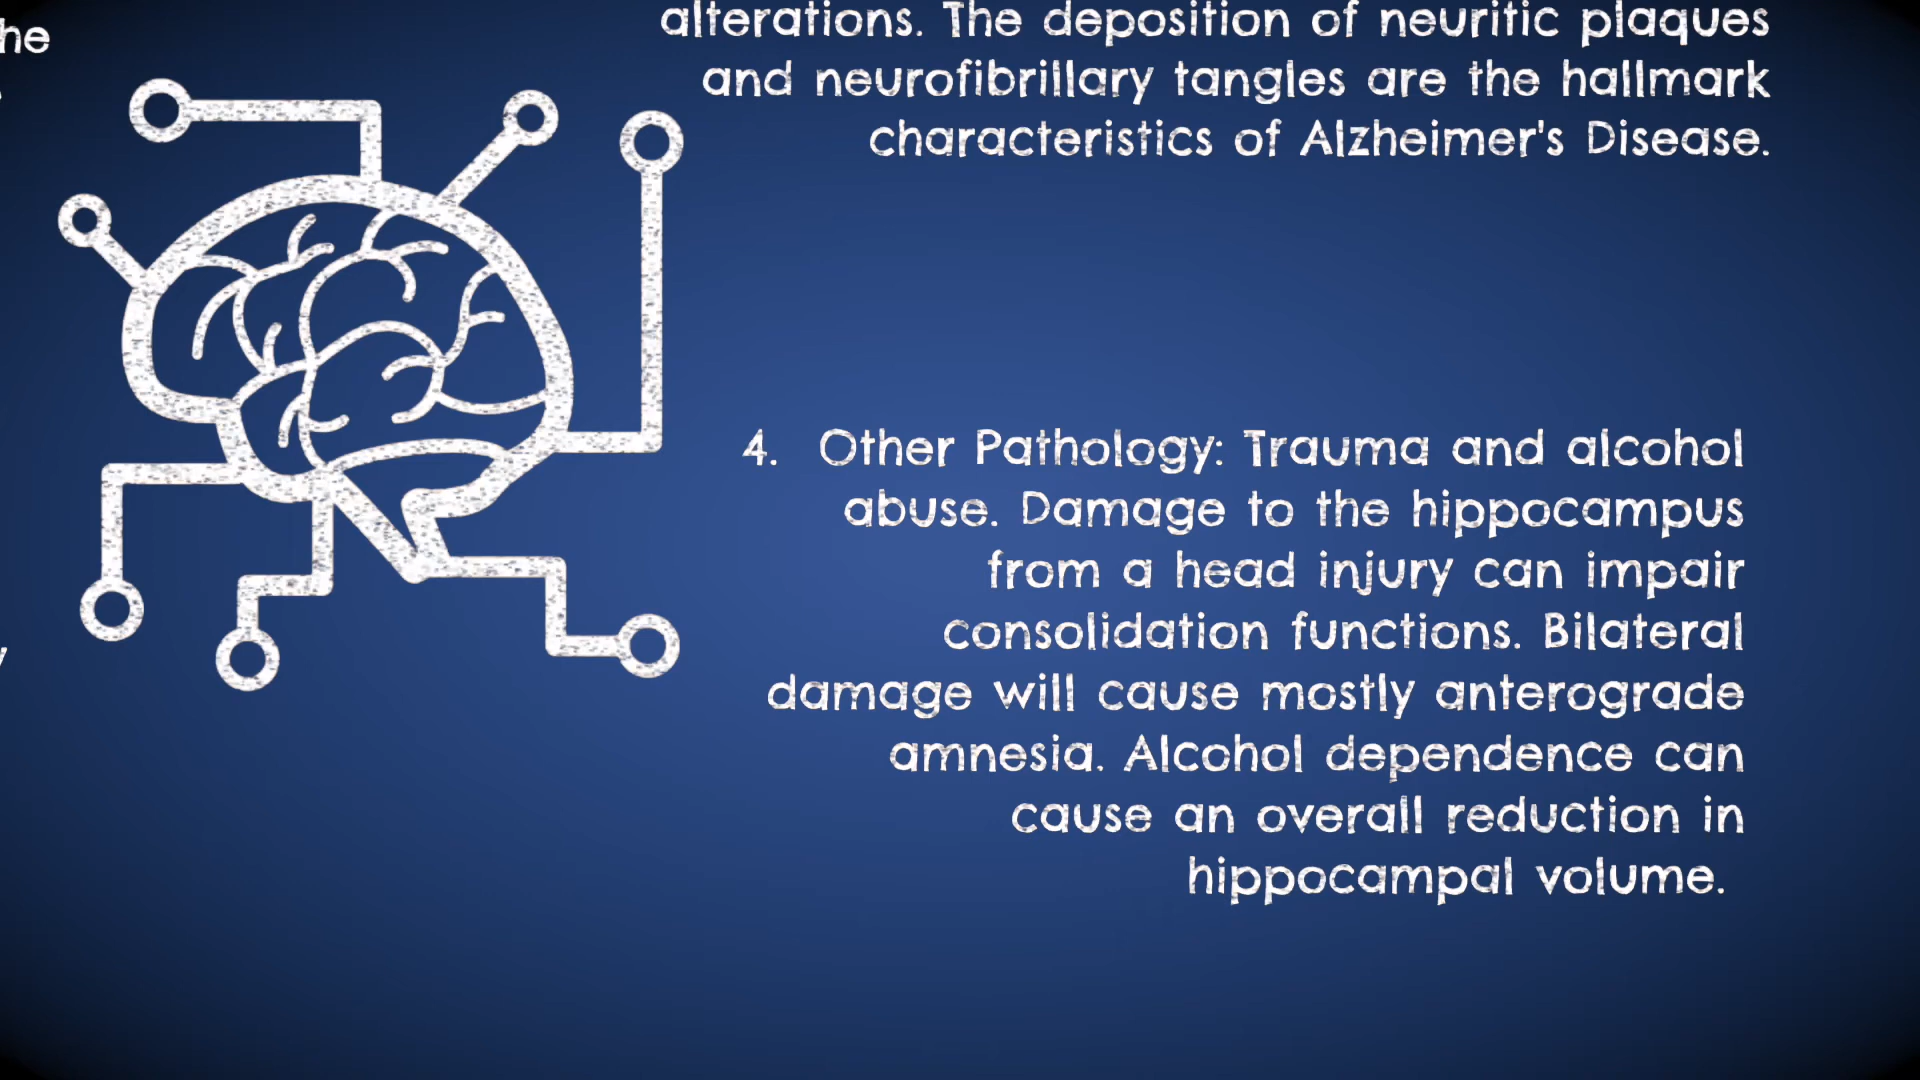 he
alterations. The deposition of neuritic plaques
and neurofibrillary tangles are the hallmark
characteristics of Alzheimer's Disease.
4. Other Pathology: Trauma and alcohol
abuse. Damage to the hippocampus
from a head injury can impair
consolidation functions. Bilateral
damage will cause mostly anterograde
amnesia. Alcohol dependence can
cause an overall reduction in
hippocampal volume.